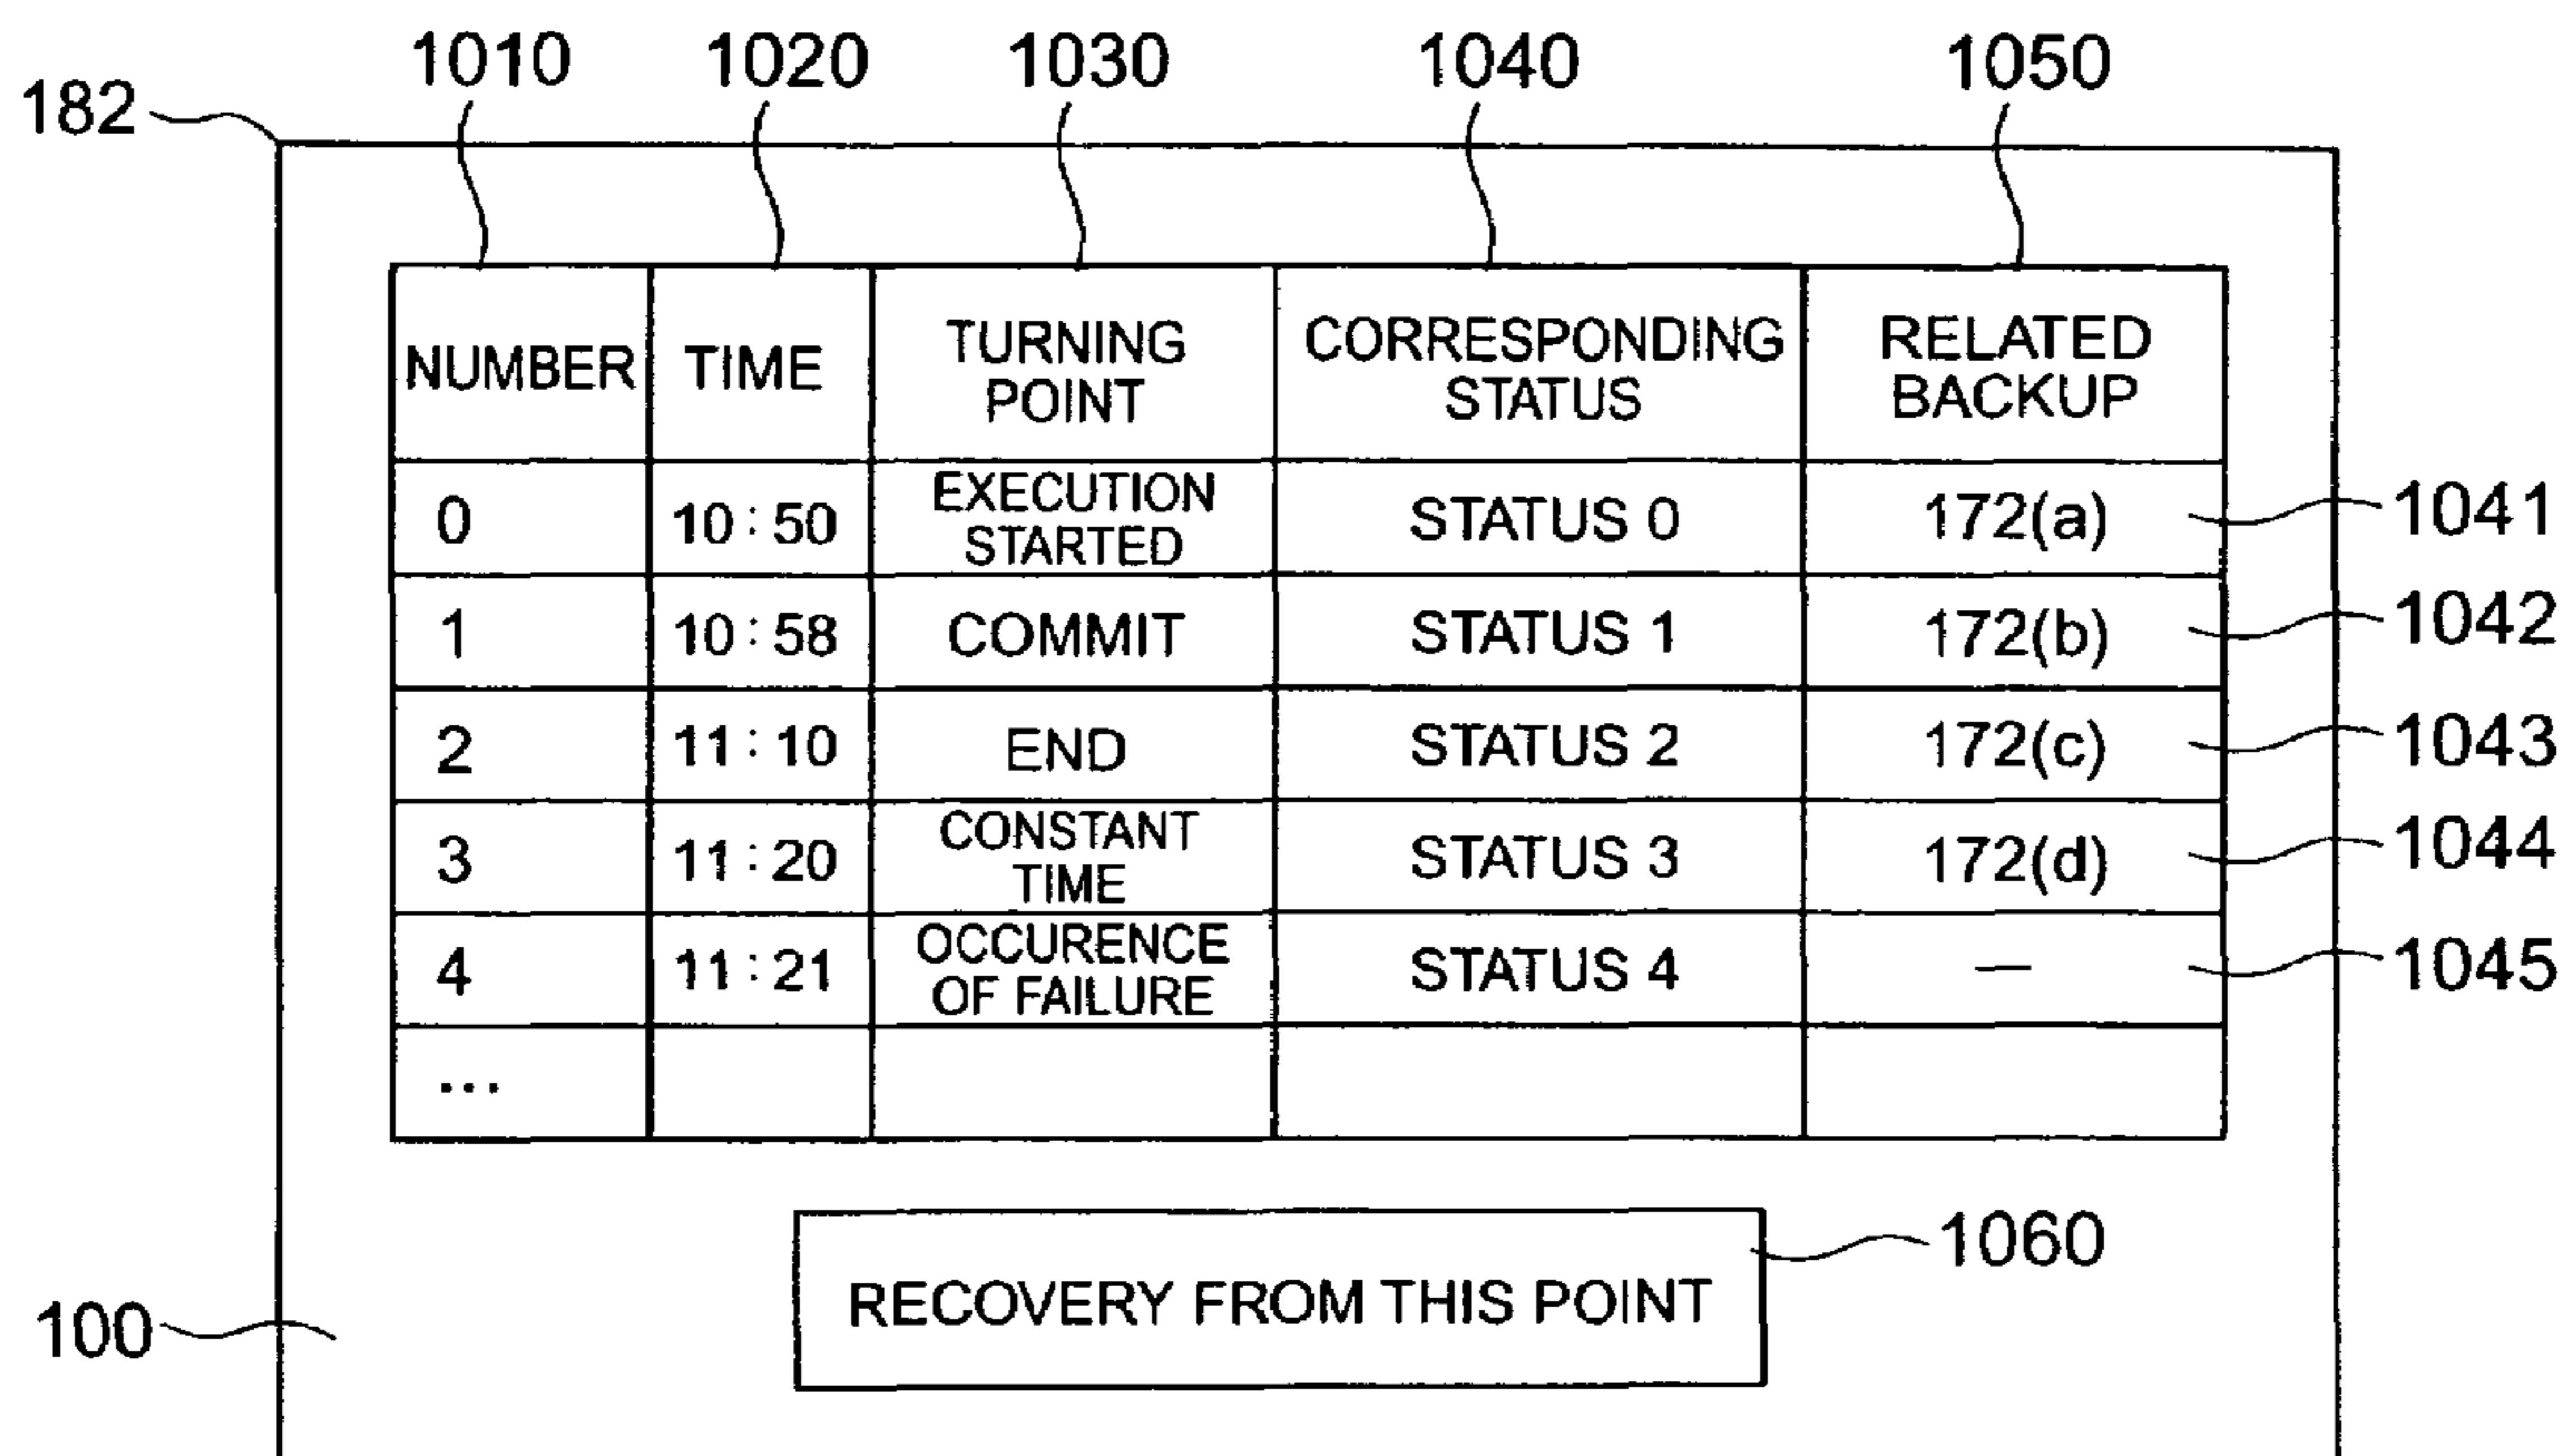 1010 1020 1030 1040 1050
182
NUMBER TIME TURNING POINT CORRESPONDING STATUS RELATED BACKUP
0 10:50 EXECUTION STARTED STATUS 0 172(a) 1041
1 10:58 COMMIT STATUS 1 172(b) 1042
2 11:10 END STATUS 2 172(c) 1043
3 11:20 CONSTANT TIME STATUS 3 172(d) 1044
4 11:21 OCCURENCE OF FAILURE STATUS 4 — 1045
...
1060
RECOVERY FROM THIS POINT
100